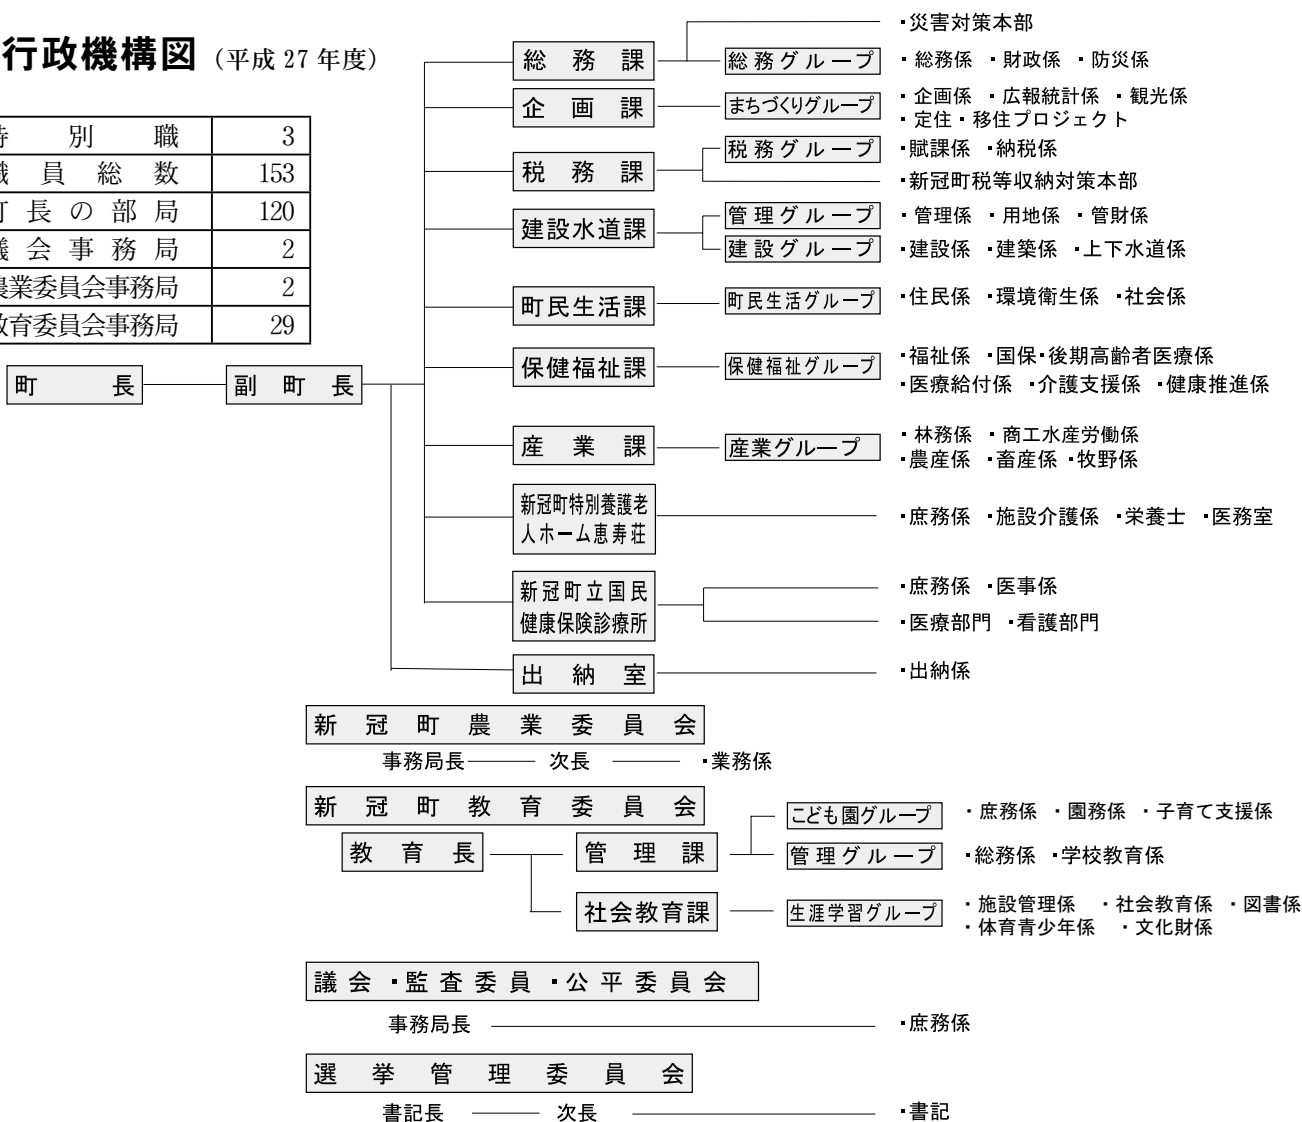 行政機構図（平成 27 年度）
特別職 3
職員総数 153
町長の部局 120
議会事務局 2
農業委員会事務局 2
教育委員会事務局 29
町長
副町長
総務課
・災害対策本部
総務グループ
・総務係 ・財政係 ・防災係
企画課
まちづくりグループ
・企画係 ・広報統計係 ・観光係
・定住・移住プロジェクト
税務課
税務グループ
・賦課係 ・納税係
・新冠町税等収納対策本部
建設水道課
管理グループ
・管理係 ・用地係 ・管財係
建設グループ
・建設係 ・建築係 ・上下水道係
町民生活課
町民生活グループ
・住民係 ・環境衛生係 ・社会係
保健福祉課
保健福祉グループ
・福祉係 ・国保・後期高齢者医療係
・医療給付係 ・介護支援係 ・健康推進係
産業課
産業グループ
・林務係 ・商工水産労働係
・農産係 ・畜産係 ・牧野係
新冠町特別養護老
人ホーム恵寿荘
・庶務係 ・施設介護係 ・栄養士 ・医務室
新冠町立国民
健康保険診療所
・庶務係 ・医事係
・医療部門 ・看護部門
出納室
・出納係
新冠町農業委員会
事務局長 次長 ・業務係
新冠町教育委員会
教育長
管理課
こども園グループ
・庶務係 ・園務係 ・子育て支援係
管理グループ
・総務係 ・学校教育係
社会教育課
生涯学習グループ
・施設管理係 ・社会教育係 ・図書係
・体育青少年係 ・文化財係
議会・監査委員・公平委員会
事務局長 ・庶務係
選挙管理委員会
書記長 次長 ・書記